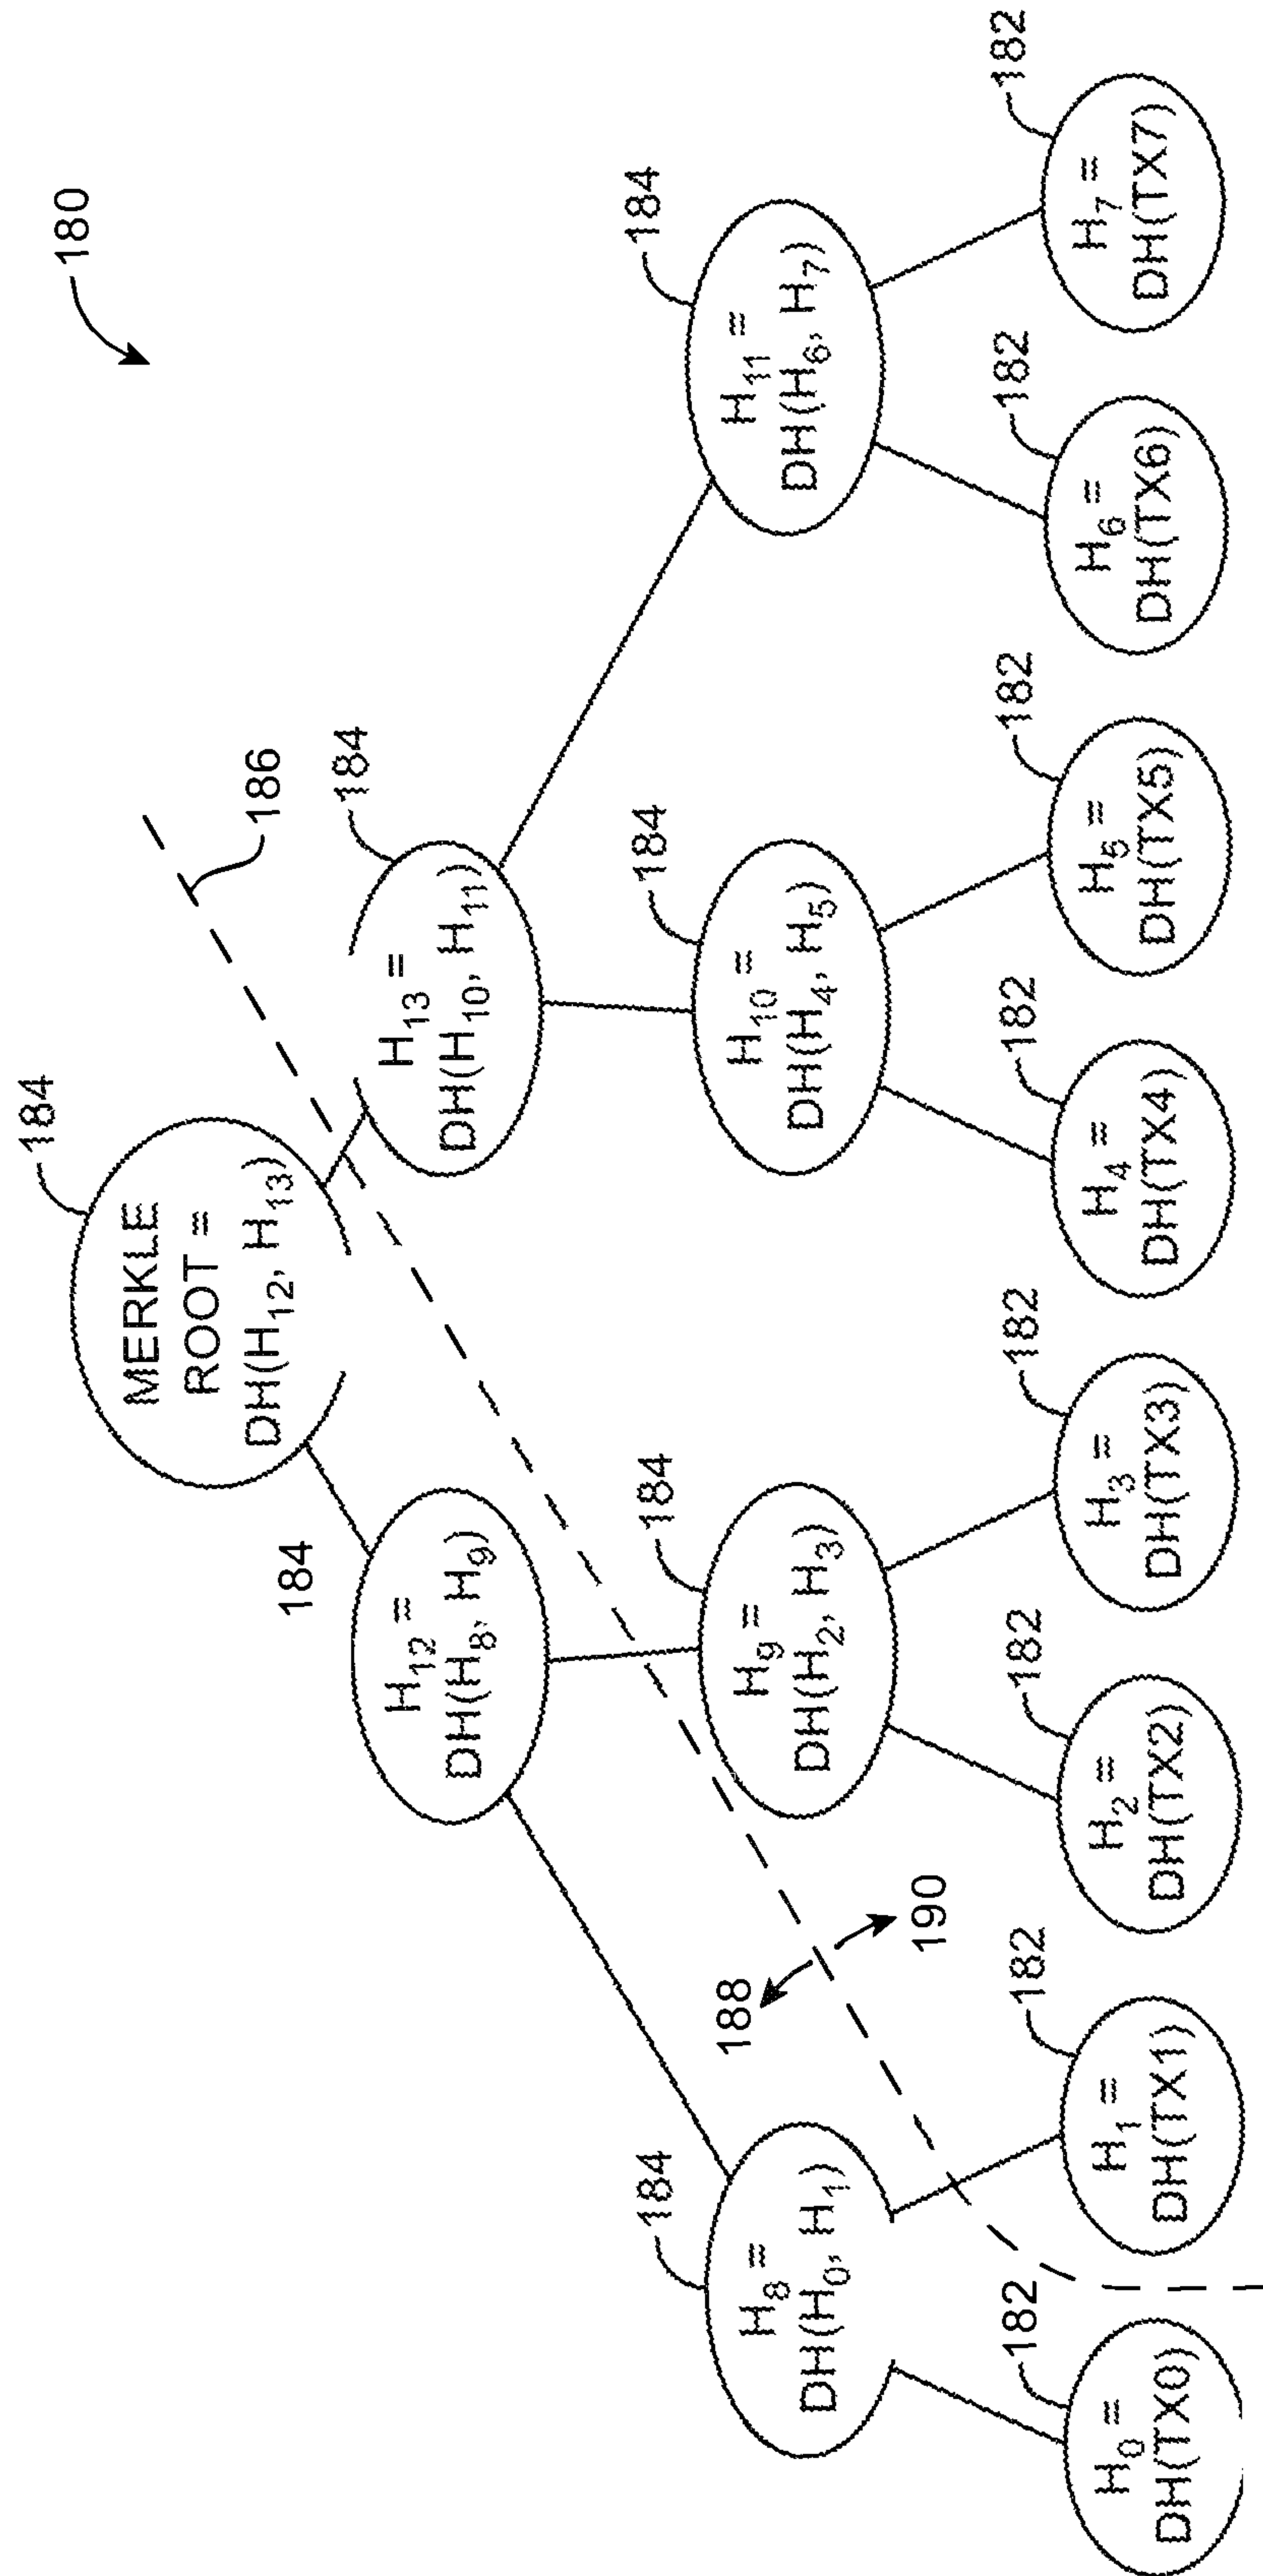 180
184
MERKLE
ROOT =
DH(H₁₂, H₁₃)
186
184
H₁₂ =
DH(H₈, H₉)
184
H₁₃ =
DH(H₁₀, H₁₁)
184
H₈ =
DH(H₀, H₁)
188
190
184
H₉ =
DH(H₂, H₃)
184
H₁₀ =
DH(H₄, H₅)
184
H₁₁ =
DH(H₆, H₇)
182
H₀ =
DH(TX0)
182
H₁ =
DH(TX1)
182
H₂ =
DH(TX2)
182
H₃ =
DH(TX3)
182
H₄ =
DH(TX4)
182
H₅ =
DH(TX5)
182
H₆ =
DH(TX6)
182
H₇ =
DH(TX7)